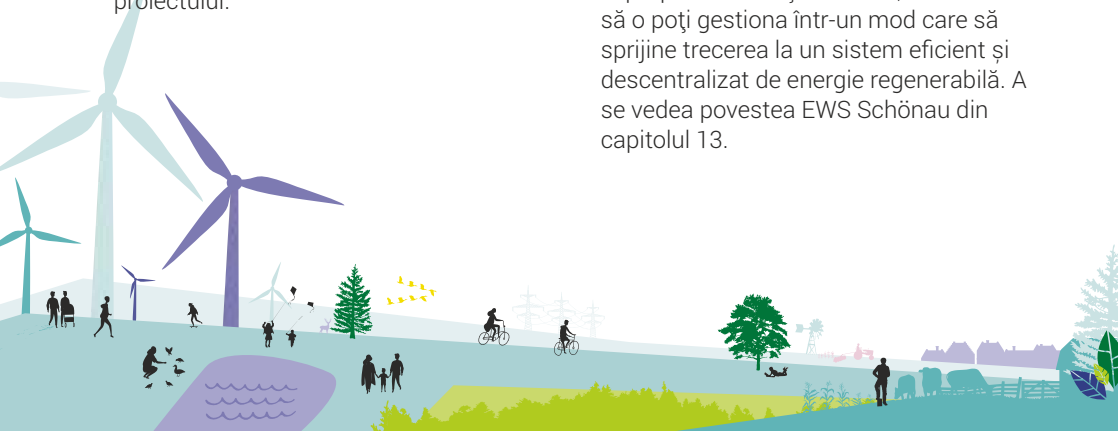 proiectului.
să o poţi gestiona într-un mod care să
sprijine trecerea la un sistem eficient și
descentralizat de energie regenerabilă. A
se vedea povestea EWS Schönau din
capitolul 13.